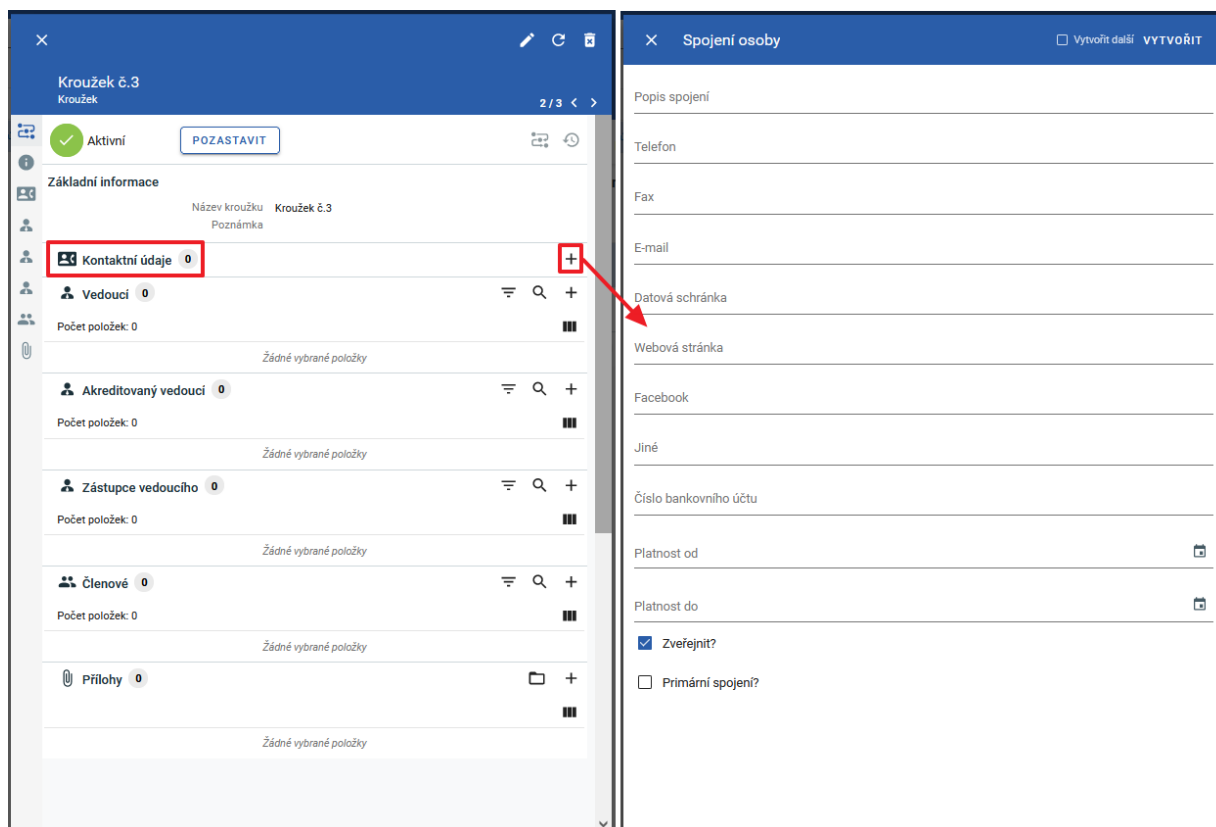 Kroužek č.3
Kroužek
2 / 3
Aktivní
POZASTAVIT
Základní informace
Název kroužku Kroužek č.3
Poznámka
Kontaktní údaje 0
Vedoucí 0
Počet položek: 0
Žádné vybrané položky
Akreditovaný vedoucí 0
Počet položek: 0
Žádné vybrané položky
Zástupce vedoucího 0
Počet položek: 0
Žádné vybrané položky
Členové 0
Počet položek: 0
Žádné vybrané položky
Přílohy 0
Žádné vybrané položky
Spojení osoby
Vytvořit další VYTVOŘIT
Popis spojení
Telefon
Fax
E-mail
Datová schránka
Webová stránka
Facebook
Jiné
Číslo bankovního účtu
Platnost od
Platnost do
Zveřejnit?
Primární spojení?